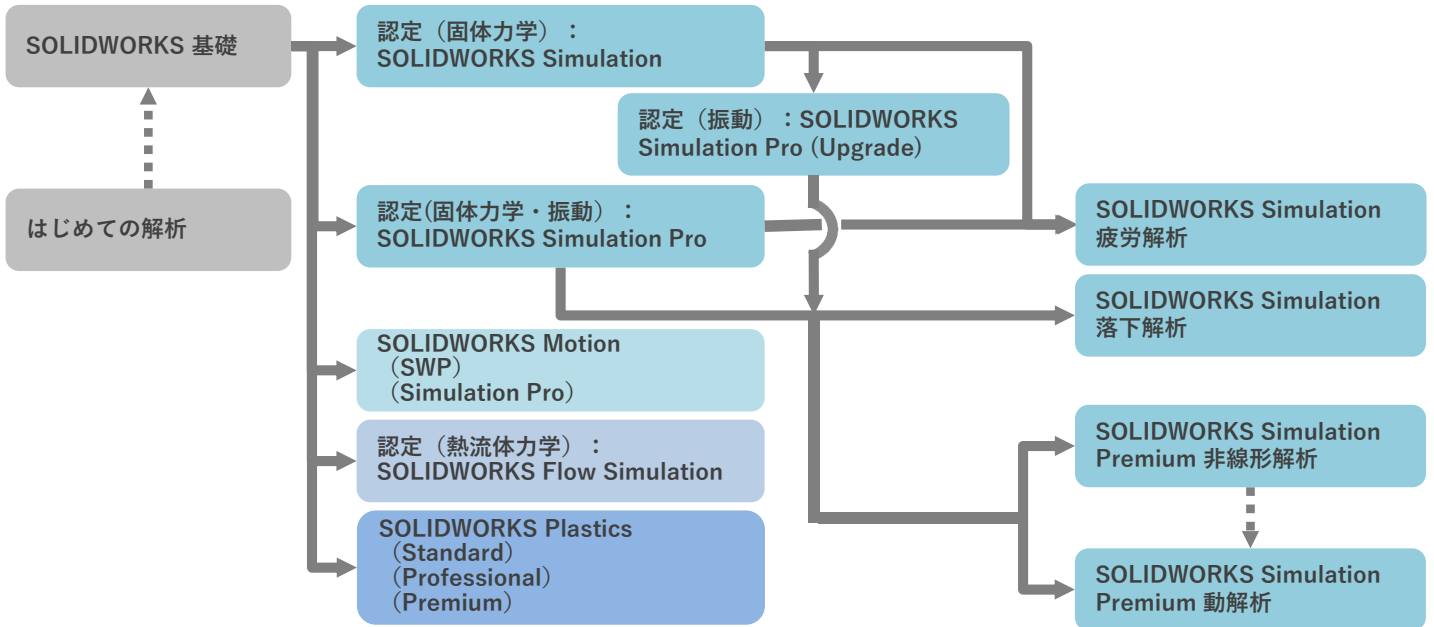 SOLIDWORKS 基礎
はじめての解析
認定（固体力学）：
SOLIDWORKS Simulation
認定（振動）：SOLIDWORKS
Simulation Pro (Upgrade)
認定(固体力学・振動）：
SOLIDWORKS Simulation Pro
SOLIDWORKS Motion
（SWP）
（Simulation Pro）
認定（熱流体力学）：
SOLIDWORKS Flow Simulation
SOLIDWORKS Plastics
（Standard）
（Professional）
（Premium）
SOLIDWORKS Simulation
疲労解析
SOLIDWORKS Simulation
落下解析
SOLIDWORKS Simulation
Premium 非線形解析
SOLIDWORKS Simulation
Premium 動解析